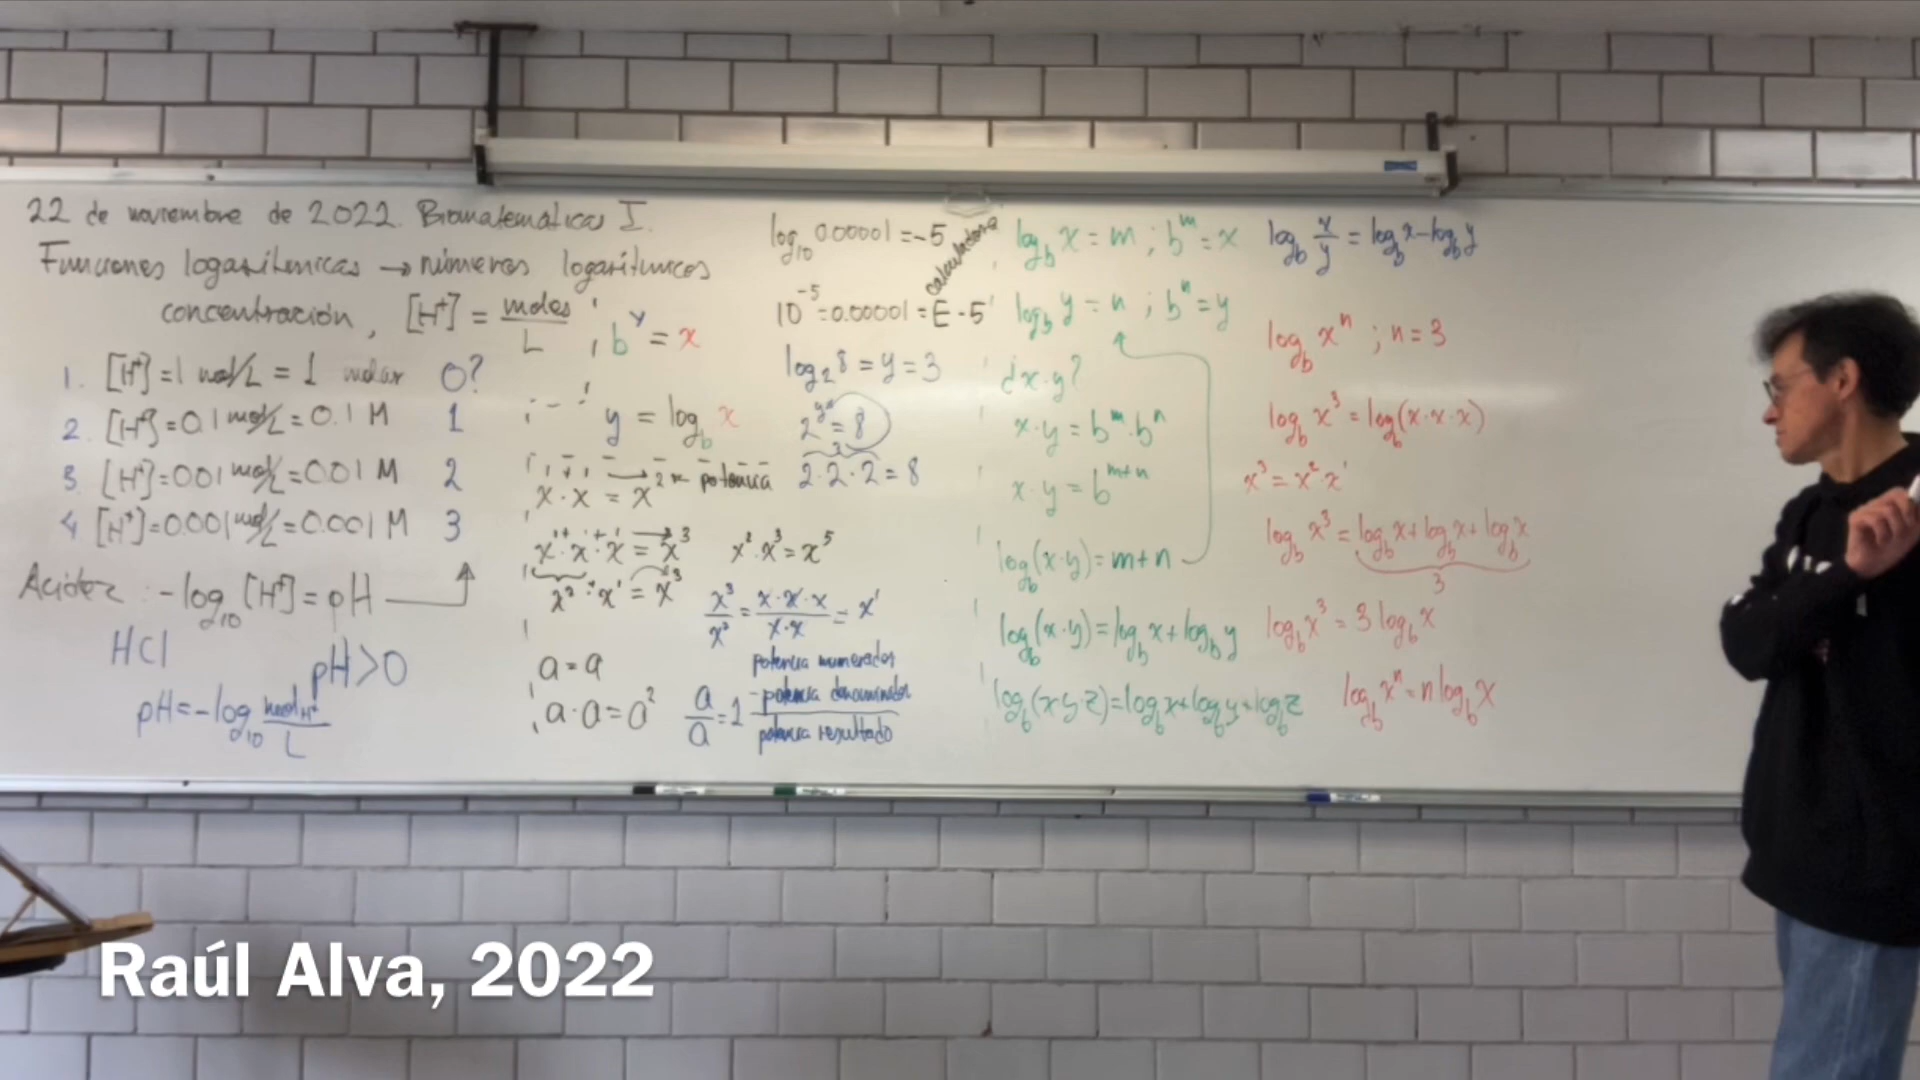 22 de noviembre de 2022. Biomatemáticas I.
Funciones logarítmicas → números logarítmicos
concentración, [H⁺] = moles / L
1. [H⁺]=1 mol/L = 1 molar 0?
2. [H⁺]=0.1 mol/L = 0.1 M 1
3. [H⁺]=0.01 mol/L = 0.01 M 2
4. [H⁺]=0.001 mol/L = 0.001 M 3
Acidez : -log₁₀ [H⁺] = pH
HCl
pH>0
pH = -log₁₀ mol H⁺ / L
b^y = x
y = log_b x
x · x = x² → potencia
x · x · x = x³
x² · x¹ = x³
x² · x³ = x⁵
a = a
a · a = a²
x³/x² = x·x·x / x·x = x¹
a/a = 1
potencia numerador
- potencia denominador
potencia resultado
log₁₀ 0.00001 = -5
calculadora
10⁻⁵ = 0.00001 = E-5
log₂ 8 = y = 3
2^y = 8
3
2 · 2 · 2 = 8
log_b x = m ; b^m = x
log_b y = n ; b^n = y
¿x·y?
x·y = b^m · b^n
x·y = b^(m+n)
log_b (x·y) = m+n
log_b (x·y) = log_b x + log_b y
log_b (x y z) = log_b x + log_b y + log_b z
log_b x/y = log_b x - log_b y
log_b x^n ; n = 3
log_b x³ = log_b (x·x·x)
x³ = x² · x¹
log_b x³ = log_b x + log_b x + log_b x
3
log_b x³ = 3 log_b x
log_b x^n = n log_b x
Raúl Alva, 2022